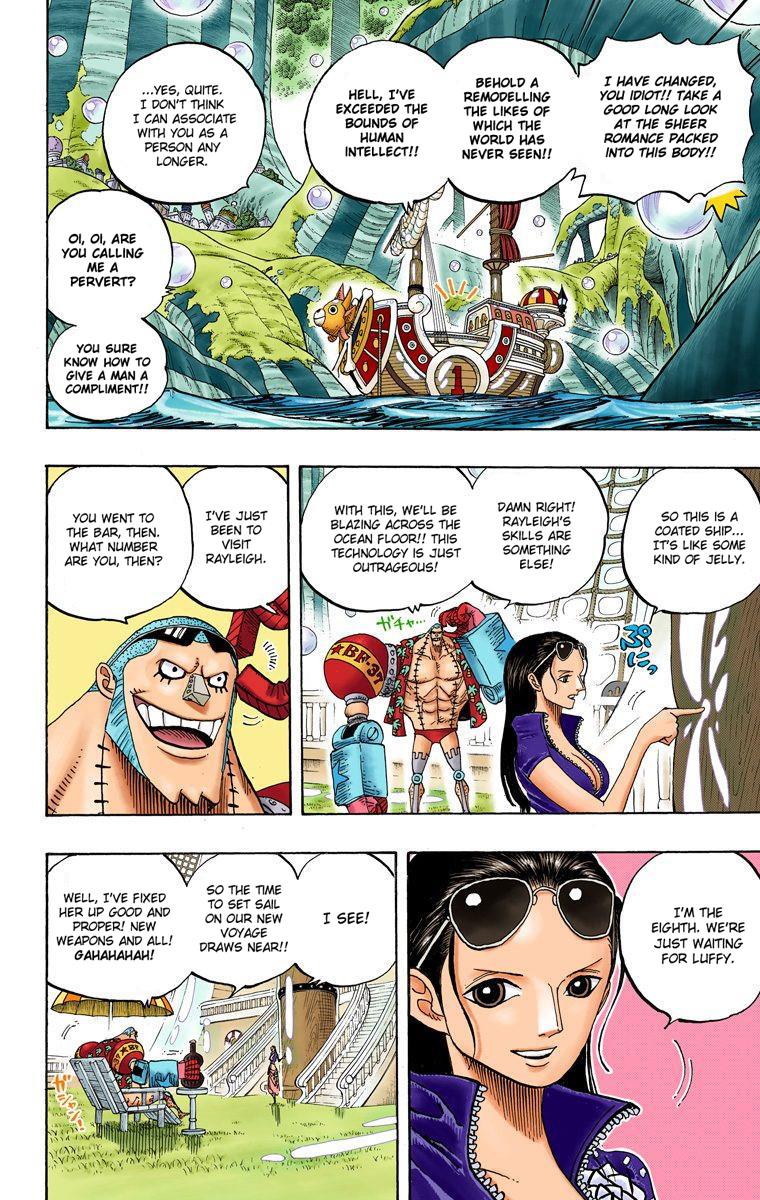 I HAVE CHANGED,
YOU IDIOT!! TAKE A
GOOD LONG LOOK
AT THE SHEER
ROMANCE PACKED
INTO THIS BODY!!
BEHOLD A
REMODELLING
THE LIKES OF
WHICH THE
WORLD HAS
NEVER SEEN!!
HELL, I'VE
EXCEEDED THE
BOUNDS OF
HUMAN
INTELLECT!!
...YES, QUITE.
I DON'T THINK
I CAN ASSOCIATE
WITH YOU AS A
PERSON ANY
LONGER.
OI, OI, ARE
YOU CALLING
ME A
PERVERT?
YOU SURE
KNOW HOW TO
GIVE A MAN A
COMPLIMENT!!
1
SO THIS IS A
COATED SHIP...
IT'S LIKE SOME
KIND OF JELLY.
DAMN RIGHT!
RAYLEIGH'S
SKILLS ARE
SOMETHING
ELSE!
WITH THIS, WE'LL BE
BLAZING ACROSS THE
OCEAN FLOOR!! THIS
TECHNOLOGY IS JUST
OUTRAGEOUS!
ガチャ…
ぷにっ
★BF-37
I'VE JUST
BEEN TO
VISIT
RAYLEIGH.
YOU WENT TO
THE BAR, THEN.
WHAT NUMBER
ARE YOU, THEN?
I'M THE
EIGHTH. WE'RE
JUST WAITING
FOR LUFFY.
I SEE!
SO THE TIME
TO SET SAIL
ON OUR NEW
VOYAGE
DRAWS NEAR!!
WELL, I'VE FIXED
HER UP GOOD AND
PROPER! NEW
WEAPONS AND ALL!
GAHAHAHAH!